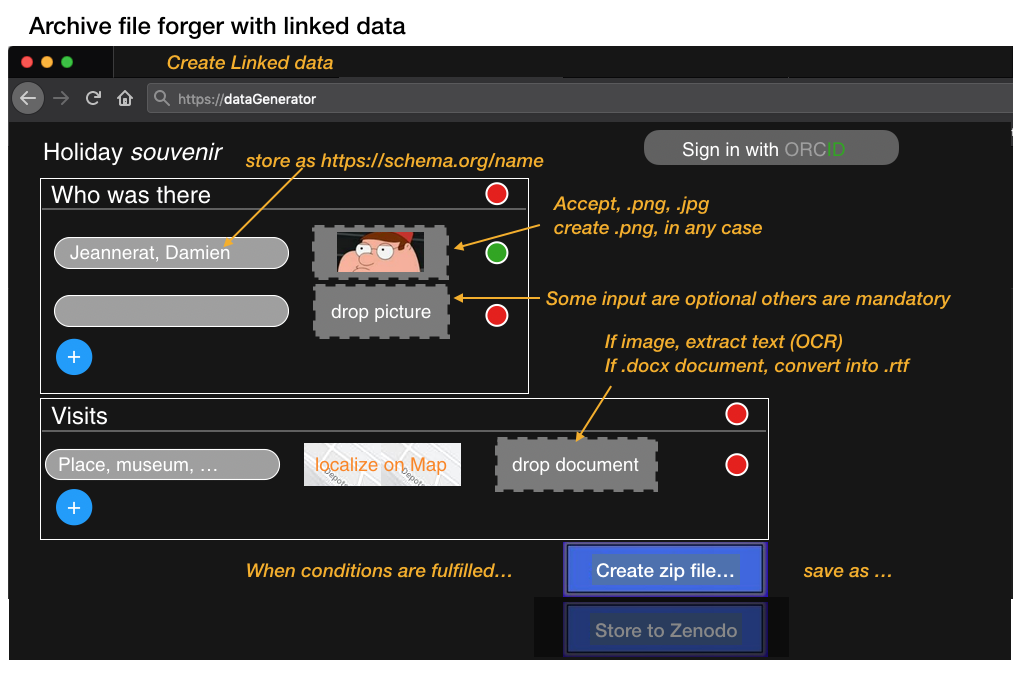 Archive file forger with linked data
Create Linked data
https://dataGenerator
Holiday souvenir
store as https://schema.org/name
Sign in with ORCID
Who was there
Accept, .png, .jpg
create .png, in any case
Jeannerat, Damien
Some input are optional others are mandatory
drop picture
If image, extract text (OCR)
If .docx document, convert into .rtf
+
Visits
Place, museum, …
localize on Map
Depots
Depots
drop document
+
When conditions are fulfilled…
Create zip file…
save as …
Store to Zenodo